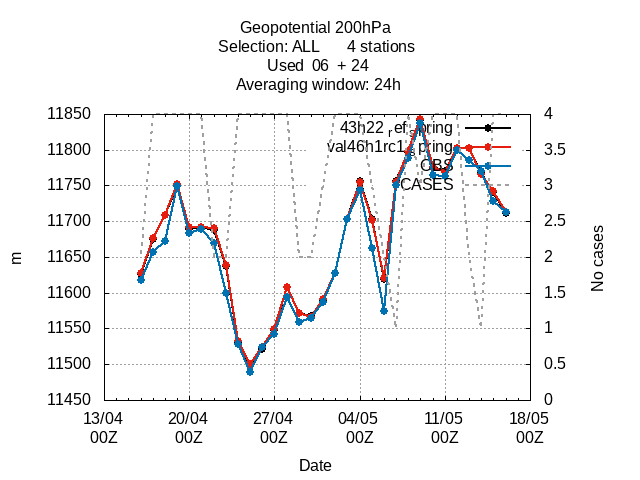 Geopotential 200hPa
Selection: ALL 4 stations
Used 06 + 24
Averaging window: 24h
11850
11800
11750
11700
11650
11600
11550
11500
11450
m
4
3.5
3
2.5
2
1.5
1
0.5
0
No cases
43h22_ref_spring
val46h1rc1_spring
OBS
CASES
13/04 20/04 27/04 04/05 11/05 18/05
00Z 00Z 00Z 00Z 00Z 00Z
Date